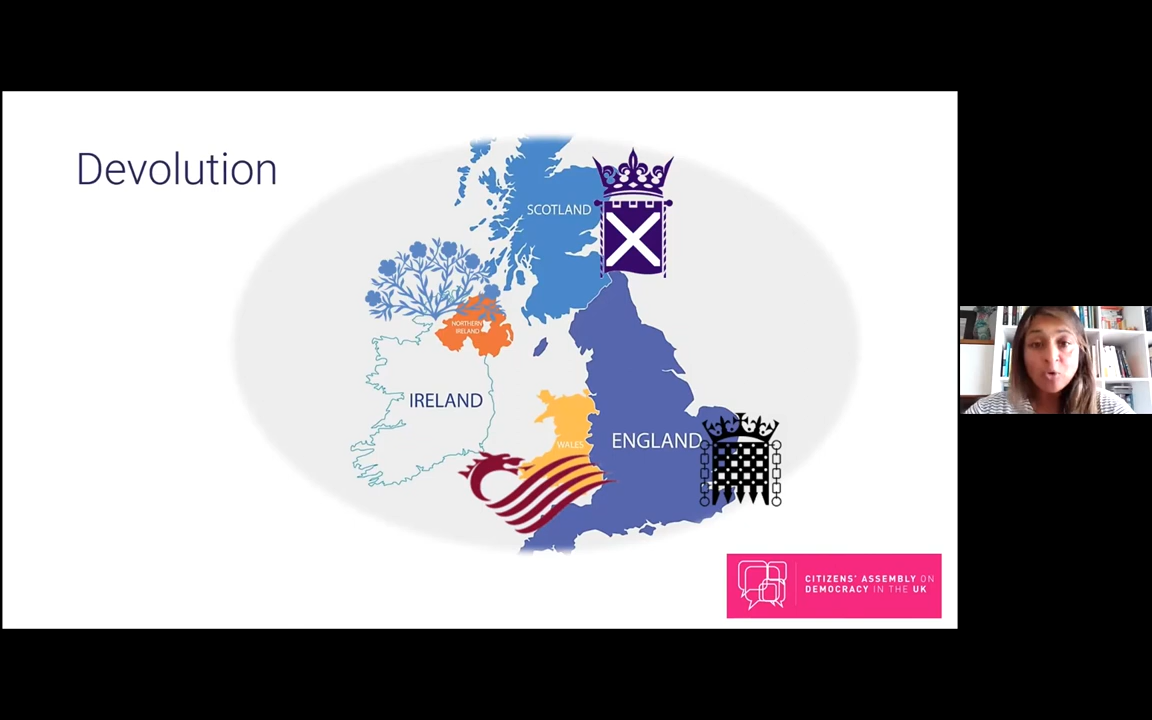 Devolution
SCOTLAND
NORTHERN
IRELAND
IRELAND
WALES
ENGLAND
CITIZENS' ASSEMBLY ON
DEMOCRACY IN THE UK